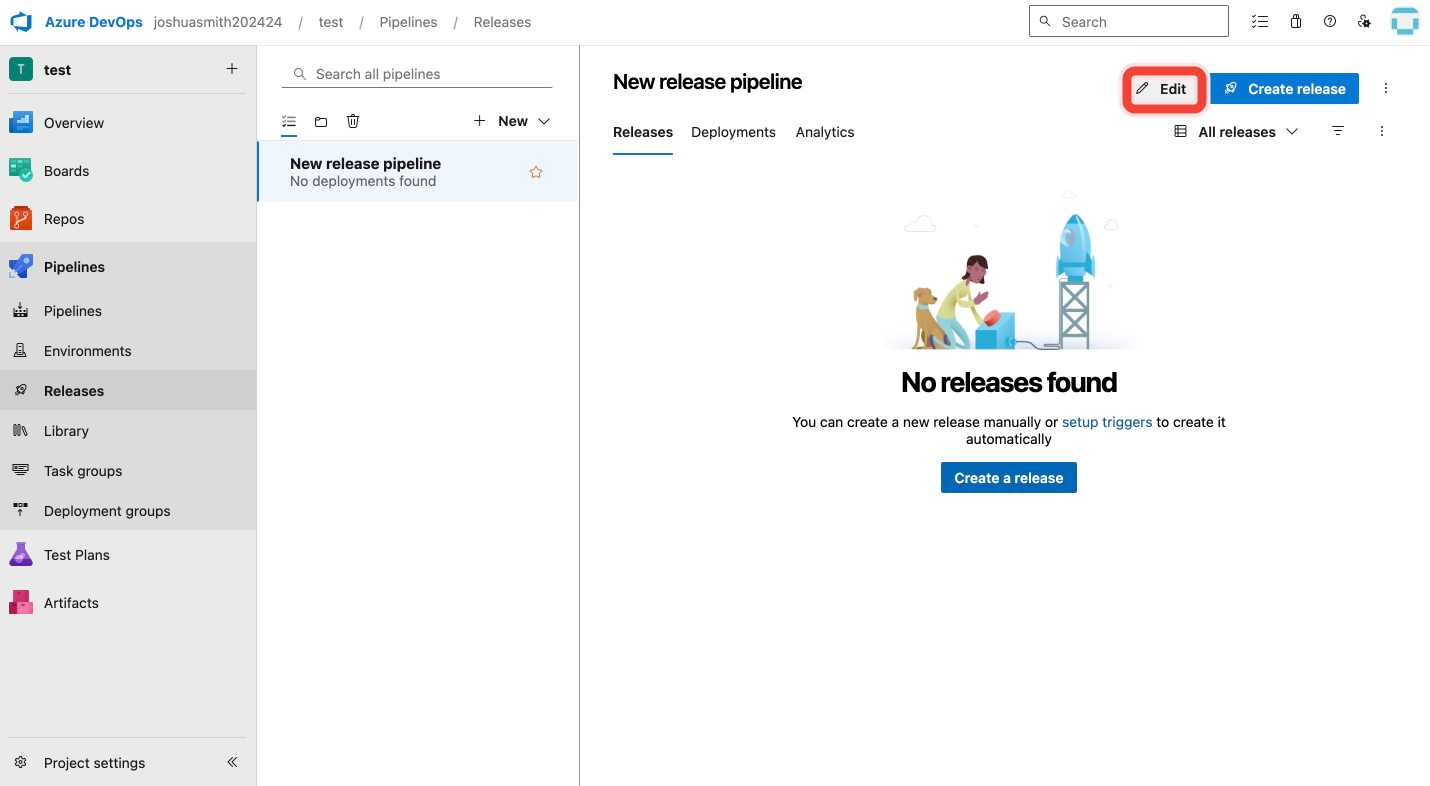 Azure DevOps joshuasmith202424 / test / Pipelines / Releases
Search
T test
Overview
Boards
Repos
Pipelines
Pipelines
Environments
Releases
Library
Task groups
Deployment groups
Test Plans
Artifacts
Project settings
Search all pipelines
New
New release pipeline
No deployments found
New release pipeline
Edit
Create release
Releases Deployments Analytics
All releases
No releases found
You can create a new release manually or setup triggers to create it
automatically
Create a release